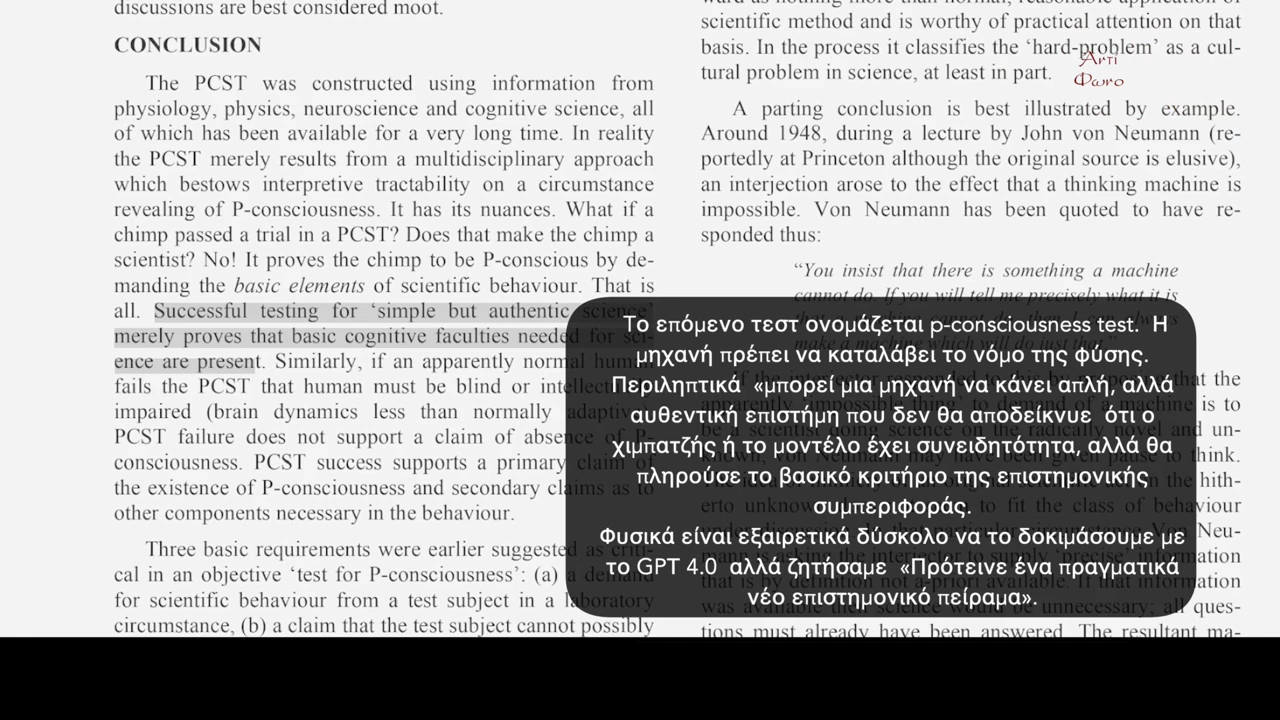 discussions are best considered moot.
CONCLUSION
The PCST was constructed using information from
physiology, physics, neuroscience and cognitive science, all
of which has been available for a very long time. In reality
the PCST merely results from a multidisciplinary approach
which bestows interpretive tractability on a circumstance
revealing of P-consciousness. It has its nuances. What if a
chimp passed a trial in a PCST? Does that make the chimp a
scientist? No! It proves the chimp to be P-conscious by de-
manding the basic elements of scientific behaviour. That is
all. Successful testing for ‘simple but authentic science’
merely proves that basic cognitive faculties needed for sci-
ence are present. Similarly, if an apparently normal human
fails the PCST that human must be blind or intellectually
impaired (brain dynamics less than normally adaptive).
PCST failure does not support a claim of absence of P-
consciousness. PCST success supports a primary claim of
the existence of P-consciousness and secondary claims as to
other components necessary in the behaviour.
Three basic requirements were earlier suggested as criti-
cal in an objective ‘test for P-consciousness’: (a) a demand
for scientific behaviour from a test subject in a laboratory
circumstance, (b) a claim that the test subject cannot possibly
ward as nothing more than normal, reasonable application of
scientific method and is worthy of practical attention on that
basis. In the process it classifies the ‘hard-problem’ as a cul-
tural problem in science, at least in part.
Αrτi
Φωτο
A parting conclusion is best illustrated by example.
Around 1948, during a lecture by John von Neumann (re-
portedly at Princeton although the original source is elusive),
an interjection arose to the effect that a thinking machine is
impossible. Von Neumann has been quoted to have re-
sponded thus:
“You insist that there is something a machine
cannot do. If you will tell me precisely what it is
Το επόμενο τεστ ονομάζεται p-consciousness test. Η
μηχανή πρέπει να καταλάβει το νόμο της φύσης.
Περιληπτικά «μπορεί μια μηχανή να κάνει απλή, αλλά
αυθεντική επιστήμη που δεν θα αποδείκνυε ότι ο
χιμπατζής ή το μοντέλο έχει συνειδητότητα, αλλά θα
πληρούσε το βασικό κριτήριο της επιστημονικής
συμπεριφοράς.
Φυσικά είναι εξαιρετικά δύσκολο να το δοκιμάσουμε με
το GPT 4.0 αλλά ζητήσαμε «Πρότεινε ένα πραγματικά
νέο επιστημονικό πείραμα».